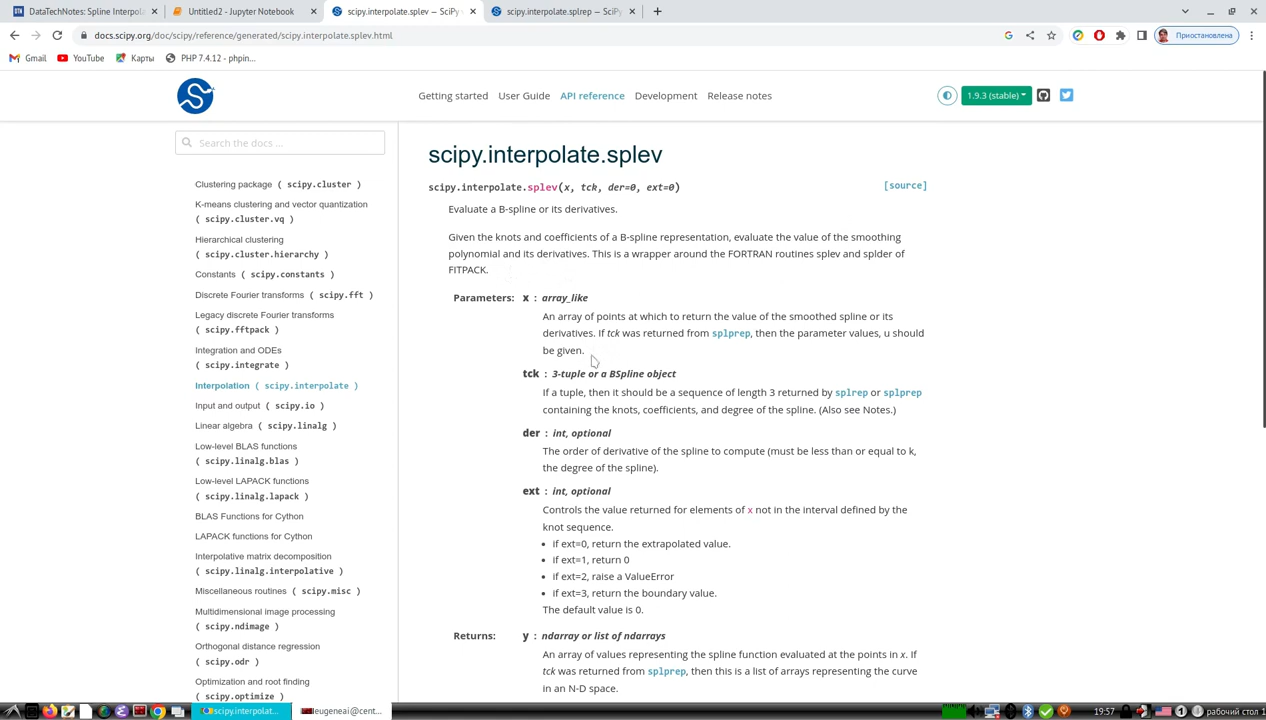 DataTechNotes: Spline Interpol
Untitled2 - Jupyter Notebook
scipy.interpolate.splev — SciPy
scipy.interpolate.splrep — SciP
docs.scipy.org/doc/scipy/reference/generated/scipy.interpolate.splev.html
Приостановлена
Gmail
YouTube
Карты
PHP 7.4.12 - phpin...
Getting started
User Guide
API reference
Development
Release notes
1.9.3 (stable)
Search the docs ...
Clustering package ( scipy.cluster )
K-means clustering and vector quantization
( scipy.cluster.vq )
Hierarchical clustering
( scipy.cluster.hierarchy )
Constants ( scipy.constants )
Discrete Fourier transforms ( scipy.fft )
Legacy discrete Fourier transforms
( scipy.fftpack )
Integration and ODEs
( scipy.integrate )
Interpolation ( scipy.interpolate )
Input and output ( scipy.io )
Linear algebra ( scipy.linalg )
Low-level BLAS functions
( scipy.linalg.blas )
Low-level LAPACK functions
( scipy.linalg.lapack )
BLAS Functions for Cython
LAPACK functions for Cython
Interpolative matrix decomposition
( scipy.linalg.interpolative )
Miscellaneous routines ( scipy.misc )
Multidimensional image processing
( scipy.ndimage )
Orthogonal distance regression
( scipy.odr )
Optimization and root finding
( scipy.optimize )
scipy.interpolate.splev
scipy.interpolate.splev(x, tck, der=0, ext=0)
[source]
Evaluate a B-spline or its derivatives.
Given the knots and coefficients of a B-spline representation, evaluate the value of the smoothing
polynomial and its derivatives. This is a wrapper around the FORTRAN routines splev and splder of
FITPACK.
Parameters: x : array_like
An array of points at which to return the value of the smoothed spline or its
derivatives. If tck was returned from splprep, then the parameter values, u should
be given.
tck : 3-tuple or a BSpline object
If a tuple, then it should be a sequence of length 3 returned by splrep or splprep
containing the knots, coefficients, and degree of the spline. (Also see Notes.)
der : int, optional
The order of derivative of the spline to compute (must be less than or equal to k,
the degree of the spline).
ext : int, optional
Controls the value returned for elements of x not in the interval defined by the
knot sequence.
• if ext=0, return the extrapolated value.
• if ext=1, return 0
• if ext=2, raise a ValueError
• if ext=3, return the boundary value.
The default value is 0.
Returns: y : ndarray or list of ndarrays
An array of values representing the spline function evaluated at the points in x. If
tck was returned from splprep, then this is a list of arrays representing the curve
in an N-D space.
scipy.interpolat...
eugeneai@cent...
19:57
рабочий стол 1